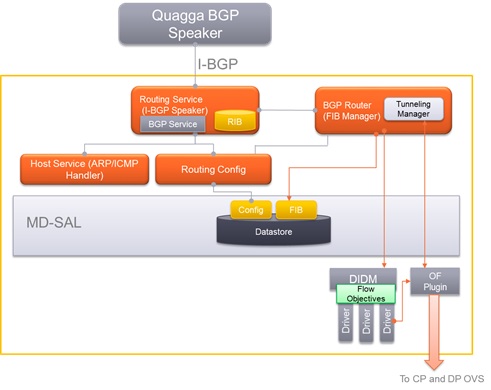 Quagga BGP
Speaker
I-BGP
Routing Service
(I-BGP Speaker)
BGP Service
RIB
BGP Router
(FIB Manager)
Tunneling
Manager
Host Service (ARP/ICMP
Handler)
Routing Config
MD-SAL
Config
FIB
Datastore
DIDM
Flow
Objectives
Driver
Driver
Driver
OF
Plugin
To CP and DP OVS